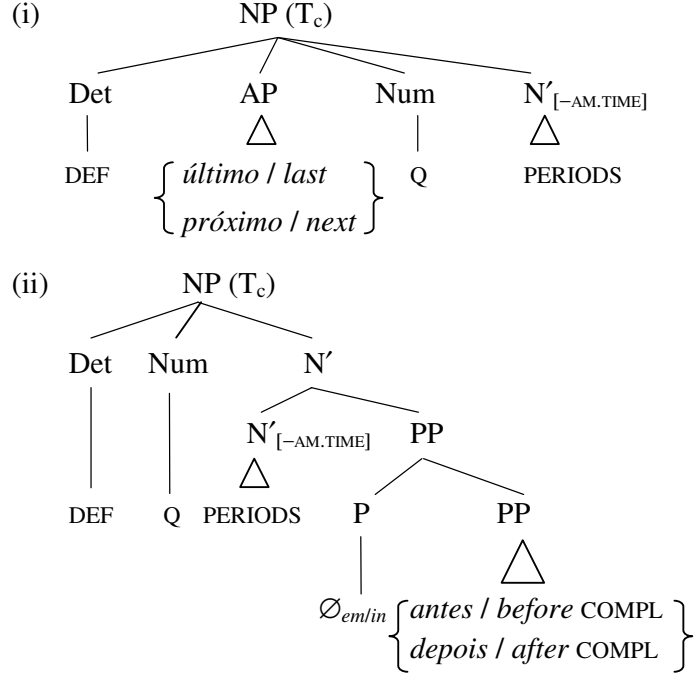 (i) NP (Tc)
Det AP Num N′[−AM.TIME]
DEF último / last Q PERIODS
próximo / next
(ii) NP (Tc)
Det Num N′
N′[−AM.TIME] PP
DEF Q PERIODS P PP
∅em/in antes / before COMPL
depois / after COMPL